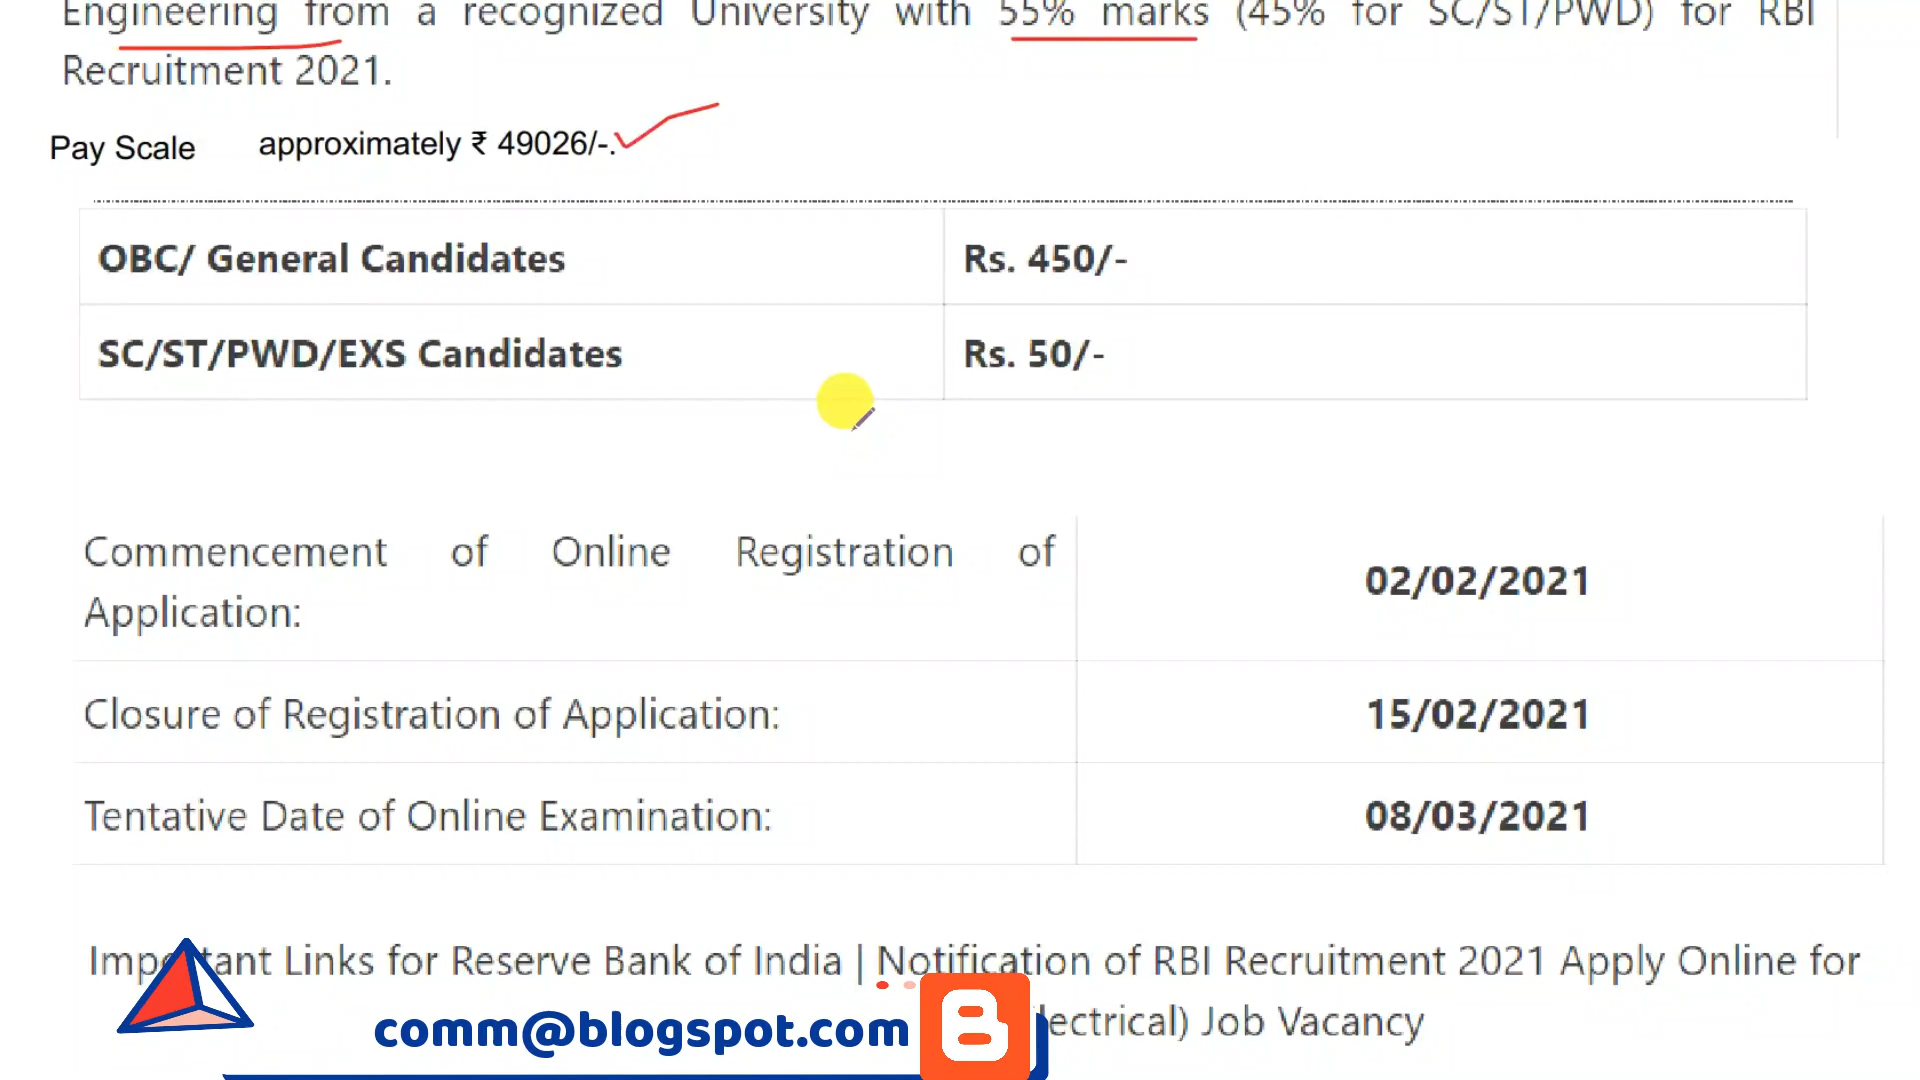 Engineering from a recognized University with 55% marks (45% for SC/ST/PWD) for RBI
Recruitment 2021.
Pay Scale approximately ₹ 49026/-.
OBC/ General Candidates Rs. 450/-
SC/ST/PWD/EXS Candidates Rs. 50/-
Commencement of Online Registration of
Application: 02/02/2021
Closure of Registration of Application: 15/02/2021
Tentative Date of Online Examination: 08/03/2021
Important Links for Reserve Bank of India | Notification of RBI Recruitment 2021 Apply Online for
lectrical) Job Vacancy
comm@blogspot.com